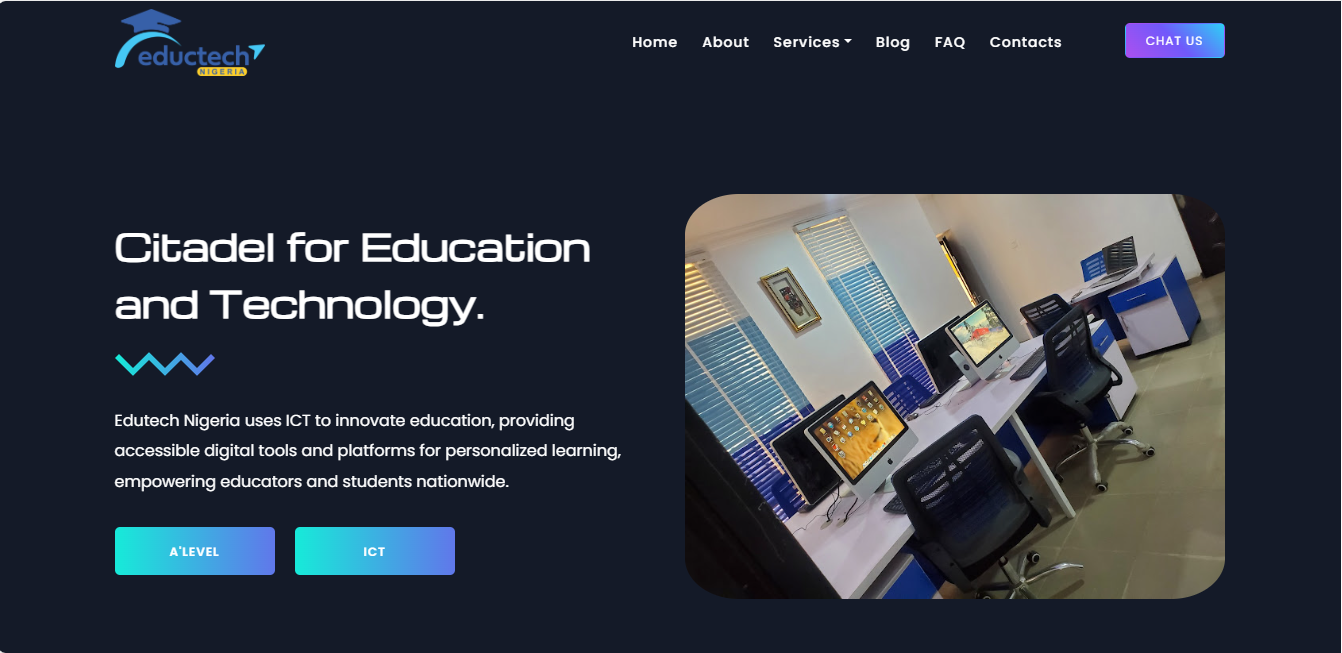 eductech
NIGERIA
Home About Services Blog FAQ Contacts
CHAT US
Citadel for Education
and Technology.
Edutech Nigeria uses ICT to innovate education, providing
accessible digital tools and platforms for personalized learning,
empowering educators and students nationwide.
A'LEVEL
ICT